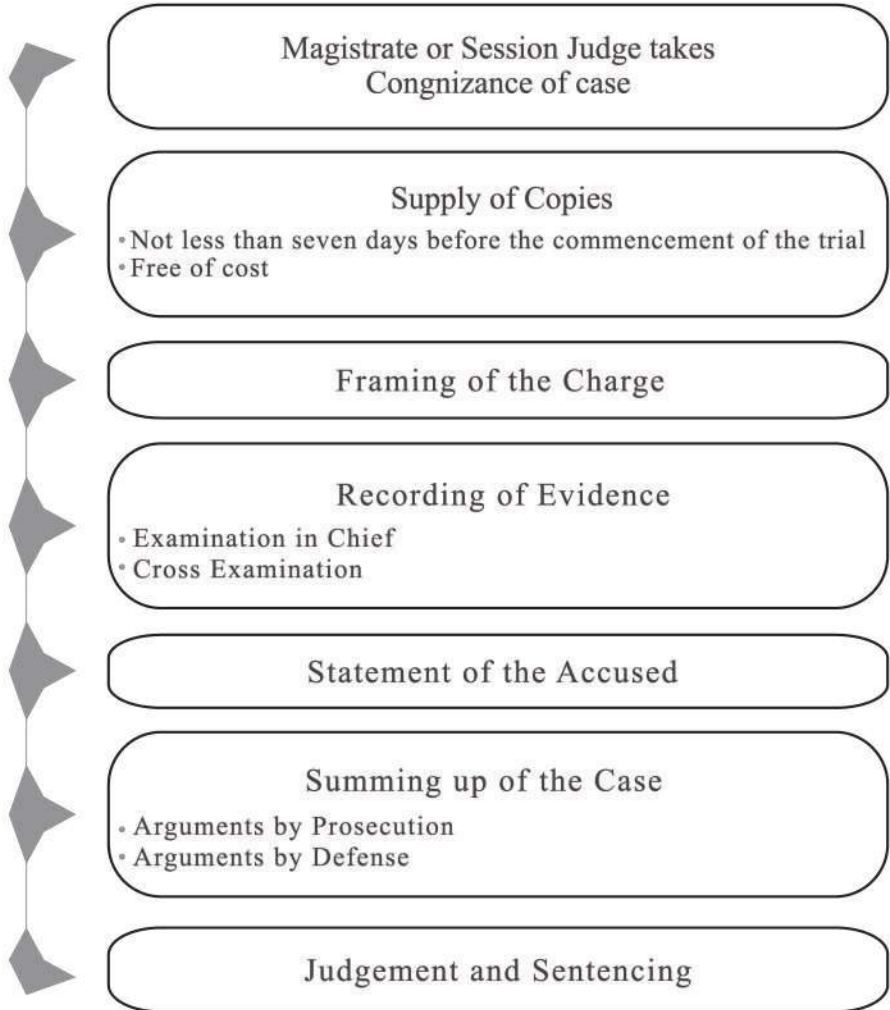 Magistrate or Session Judge takes
Congnizance of case
Supply of Copies
• Not less than seven days before the commencement of the trial
• Free of cost
Framing of the Charge
Recording of Evidence
• Examination in Chief
• Cross Examination
Statement of the Accused
Summing up of the Case
• Arguments by Prosecution
• Arguments by Defense
Judgement and Sentencing